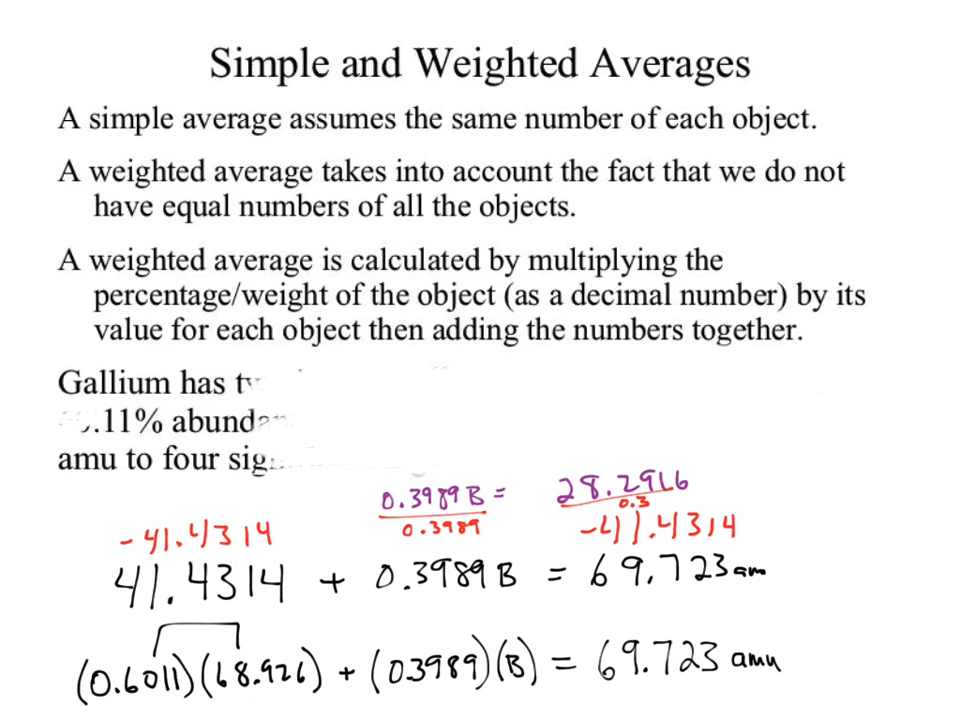 Simple and Weighted Averages
A simple average assumes the same number of each object.
A weighted average takes into account the fact that we do not
have equal numbers of all the objects.
A weighted average is calculated by multiplying the
percentage/weight of the object (as a decimal number) by its
value for each object then adding the numbers together.
Gallium has
.11%
amu to four
0.3989 B = 28.2916
0.3989 0.3
-41.4314 -41.4314
41.4314 + 0.3989 B = 69.723 am
(0.6011)(68.926) + (0.3989)(B) = 69.723 amu